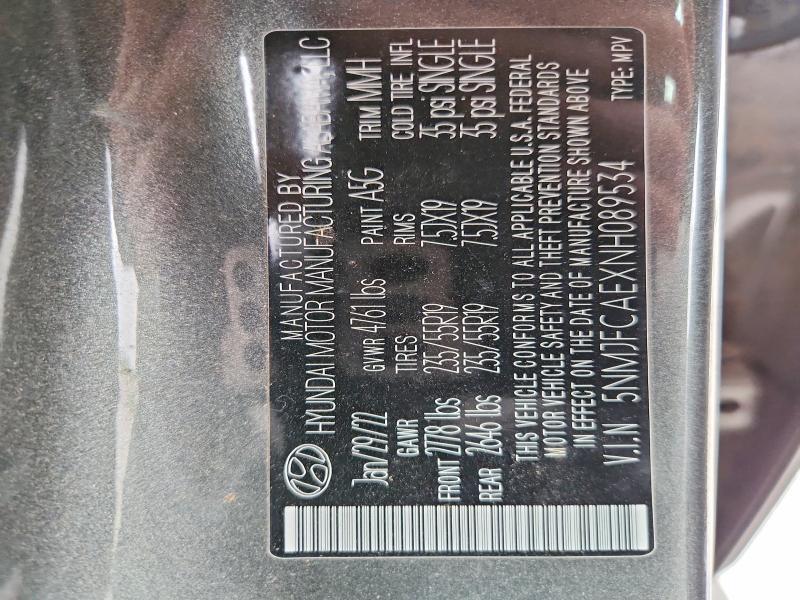 MANUFACTURED BY
HYUNDAI MOTOR MANUFACTURING LLC
Jan/29/22 GVWR 4761 lbs PAINT A5G TRIM MMH
GAWR TIRES RIMS COLD TIRE INFL
FRONT 2778 lbs 235/55R19 7.5JX19 35 psi SINGLE
REAR 2646 lbs 235/55R19 7.5JX19 35 psi SINGLE
THIS VEHICLE CONFORMS TO ALL APPLICABLE U.S.A. FEDERAL
MOTOR VEHICLE SAFETY AND THEFT PREVENTION STANDARDS
IN EFFECT ON THE DATE OF MANUFACTURE SHOWN ABOVE
V.I.N 5NMJFCAEXNH089534 TYPE: MPV